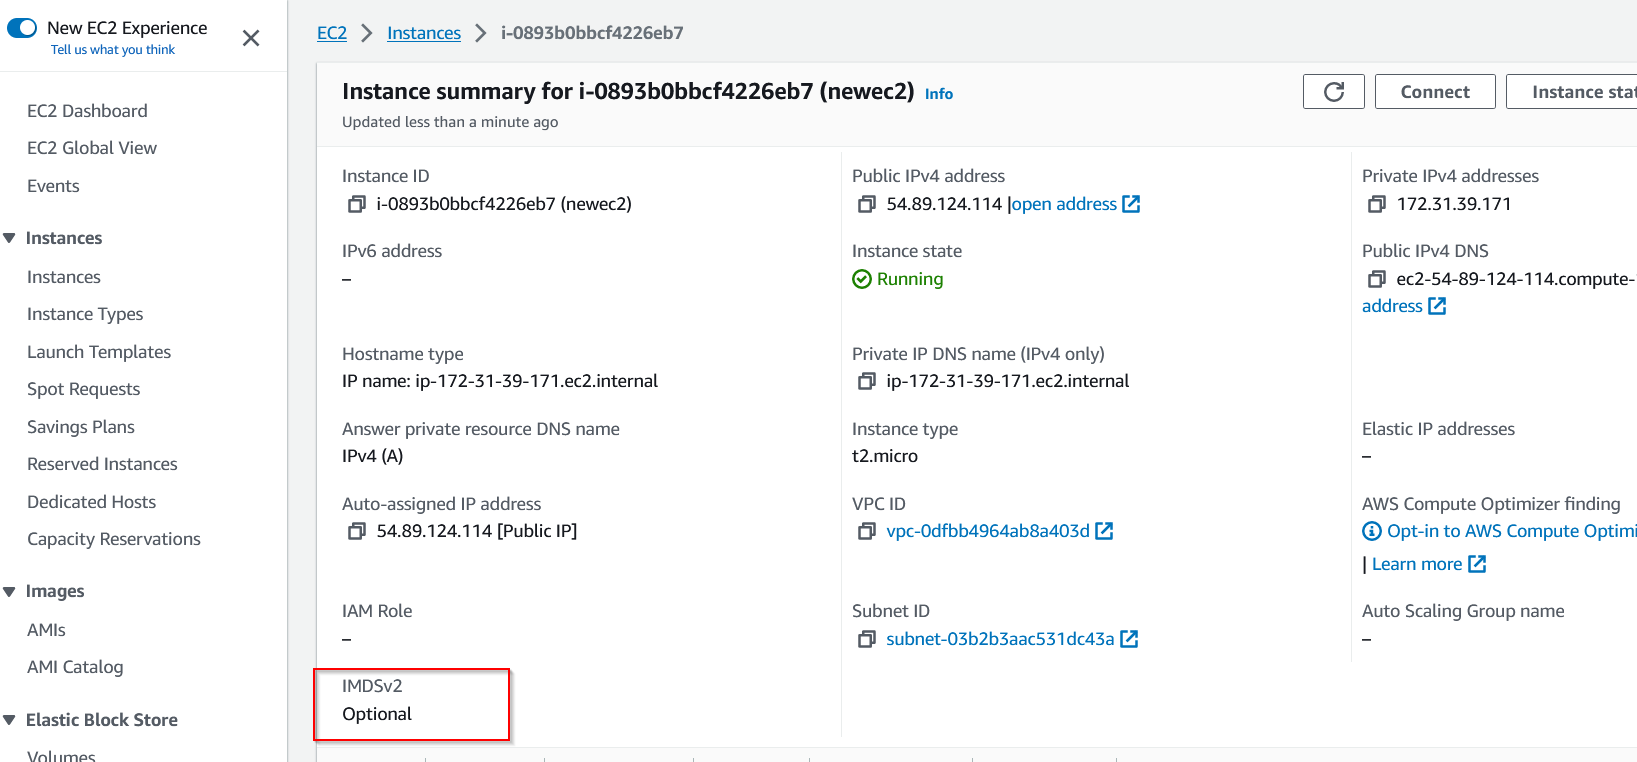 New EC2 Experience
Tell us what you think
EC2 Dashboard
EC2 Global View
Events
Instances
Instances
Instance Types
Launch Templates
Spot Requests
Savings Plans
Reserved Instances
Dedicated Hosts
Capacity Reservations
Images
AMIs
AMI Catalog
Elastic Block Store
Volumes
EC2 > Instances > i-0893b0bbcf4226eb7
Instance summary for i-0893b0bbcf4226eb7 (newec2) Info
Updated less than a minute ago
Connect
Instance stat
Instance ID
i-0893b0bbcf4226eb7 (newec2)
Public IPv4 address
54.89.124.114 |open address
Private IPv4 addresses
172.31.39.171
IPv6 address
–
Instance state
Running
Public IPv4 DNS
ec2-54-89-124-114.compute-
address
Hostname type
IP name: ip-172-31-39-171.ec2.internal
Private IP DNS name (IPv4 only)
ip-172-31-39-171.ec2.internal
Answer private resource DNS name
IPv4 (A)
Instance type
t2.micro
Elastic IP addresses
–
Auto-assigned IP address
54.89.124.114 [Public IP]
VPC ID
vpc-0dfbb4964ab8a403d
AWS Compute Optimizer finding
Opt-in to AWS Compute Optimi
| Learn more
IAM Role
–
Subnet ID
subnet-03b2b3aac531dc43a
Auto Scaling Group name
–
IMDSv2
Optional